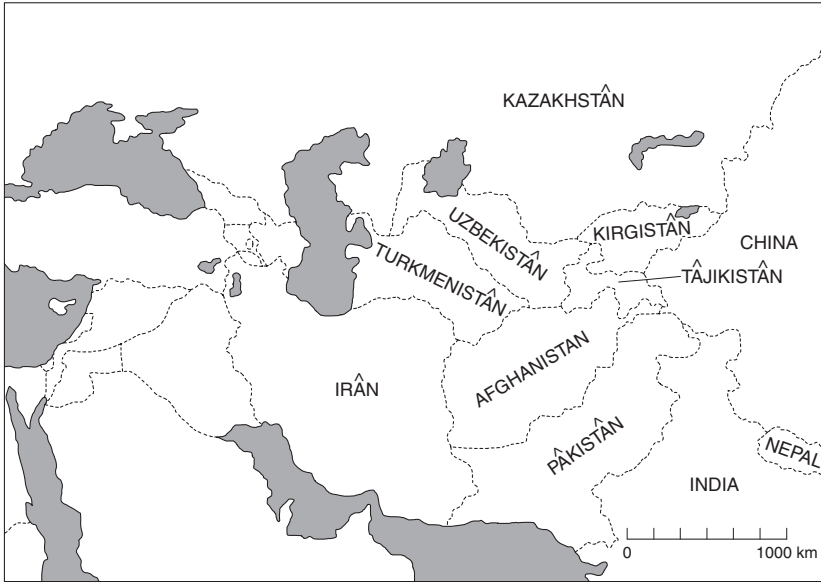 KAZAKHSTÂN
UZBEKISTÂN
KIRGISTÂN
CHINA
TURKMENISTÂN
TÂJIKISTÂN
AFGHANISTAN
IRÂN
PÂKISTÂN
NEPAL
INDIA
0 1000 km